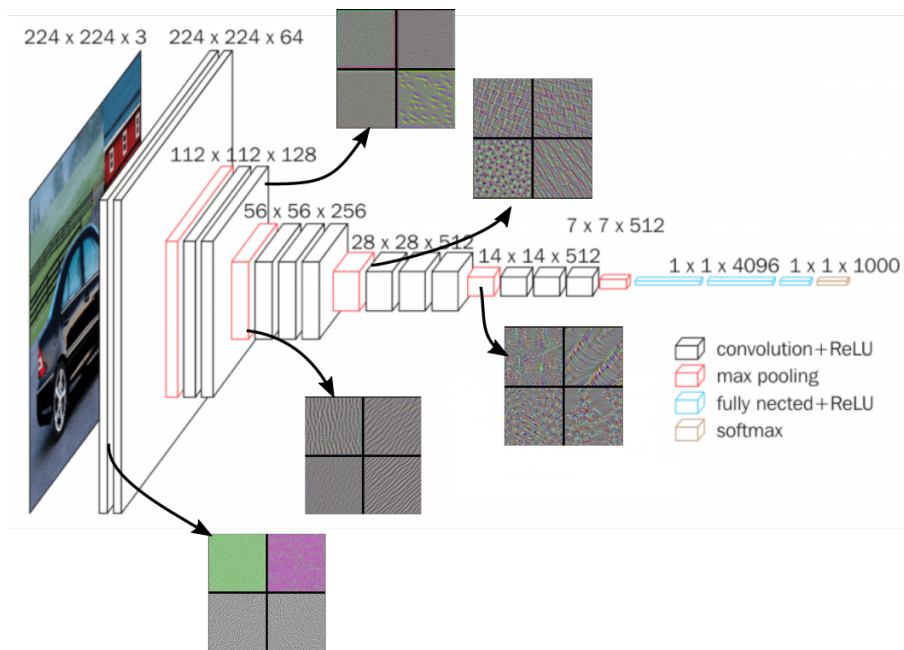 224 x 224 x 3
224 x 224 x 64
112 x 112 x 128
56 x 56 x 256
28 x 28 x 512
14 x 14 x 512
7 x 7 x 512
1 x 1 x 4096
1 x 1 x 1000
convolution+ReLU
max pooling
fully nected+ReLU
softmax